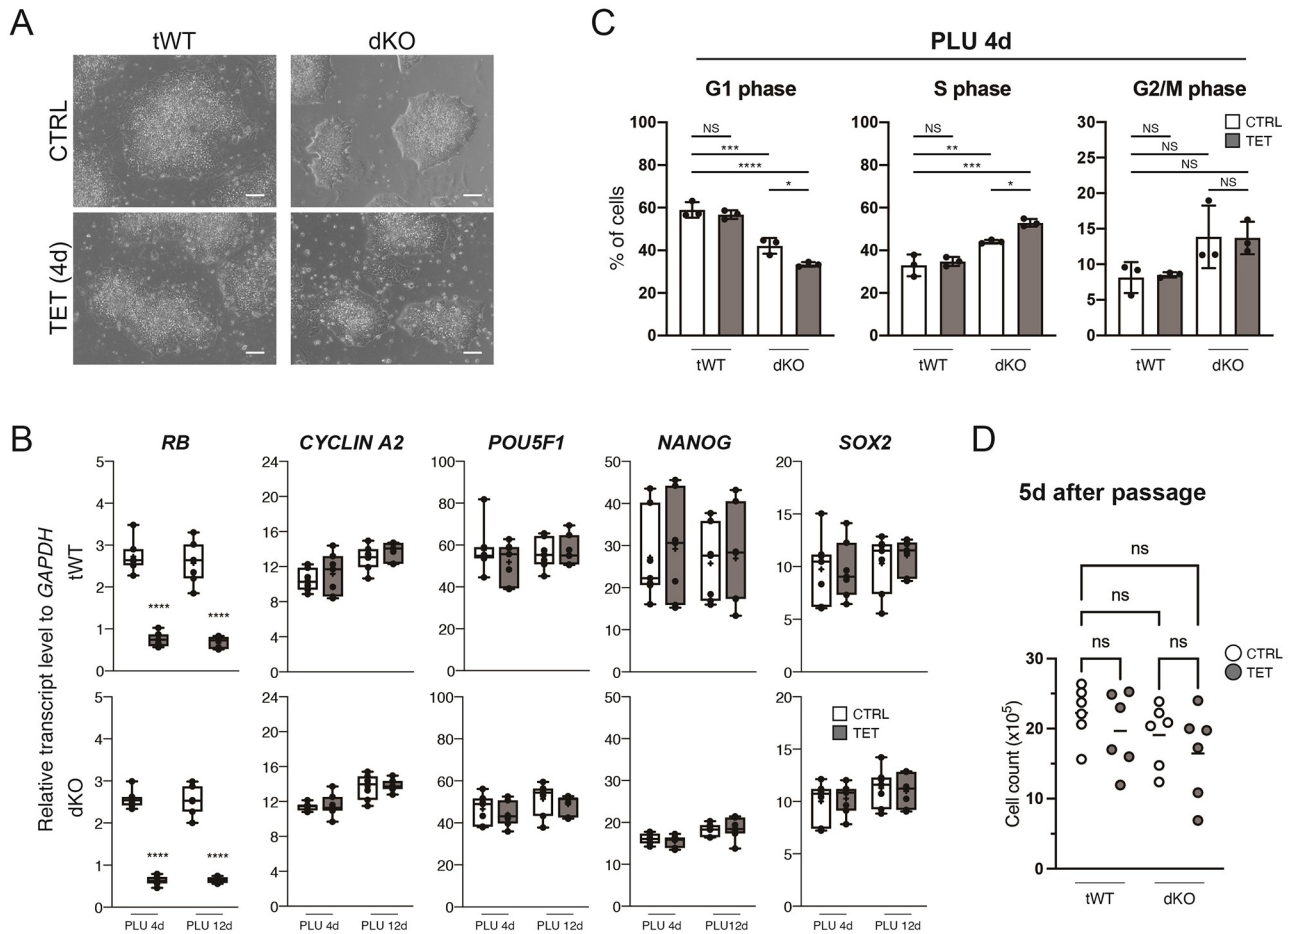 A
tWT dKO
CTRL
TET (4d)
C
PLU 4d
G1 phase S phase G2/M phase
CTRL
TET
% of cells
100 80 60 40 20 0
NS
***
****
*
tWT dKO
100 80 60 40 20 0
NS
**
***
*
tWT dKO
30 25 20 15 10 5 0
NS
NS
NS
NS
tWT dKO
B
RB CYCLIN A2 POU5F1 NANOG SOX2
Relative transcript level to GAPDH
tWT
5 4 3 2 1 0
**** ****
24 20 16 12 8 4 0
100 80 60 40 20 0
50 40 30 20 10 0
20 15 10 5 0
dKO
5 4 3 2 1 0
**** ****
24 20 16 12 8 4 0
100 80 60 40 20 0
50 40 30 20 10 0
20 15 10 5 0
CTRL
TET
PLU 4d PLU 12d PLU 4d PLU 12d PLU 4d PLU 12d PLU 4d PLU12d PLU 4d PLU 12d
D
5d after passage
ns
ns
ns ns
CTRL
TET
Cell count (x10⁵)
30 20 10 0
tWT dKO